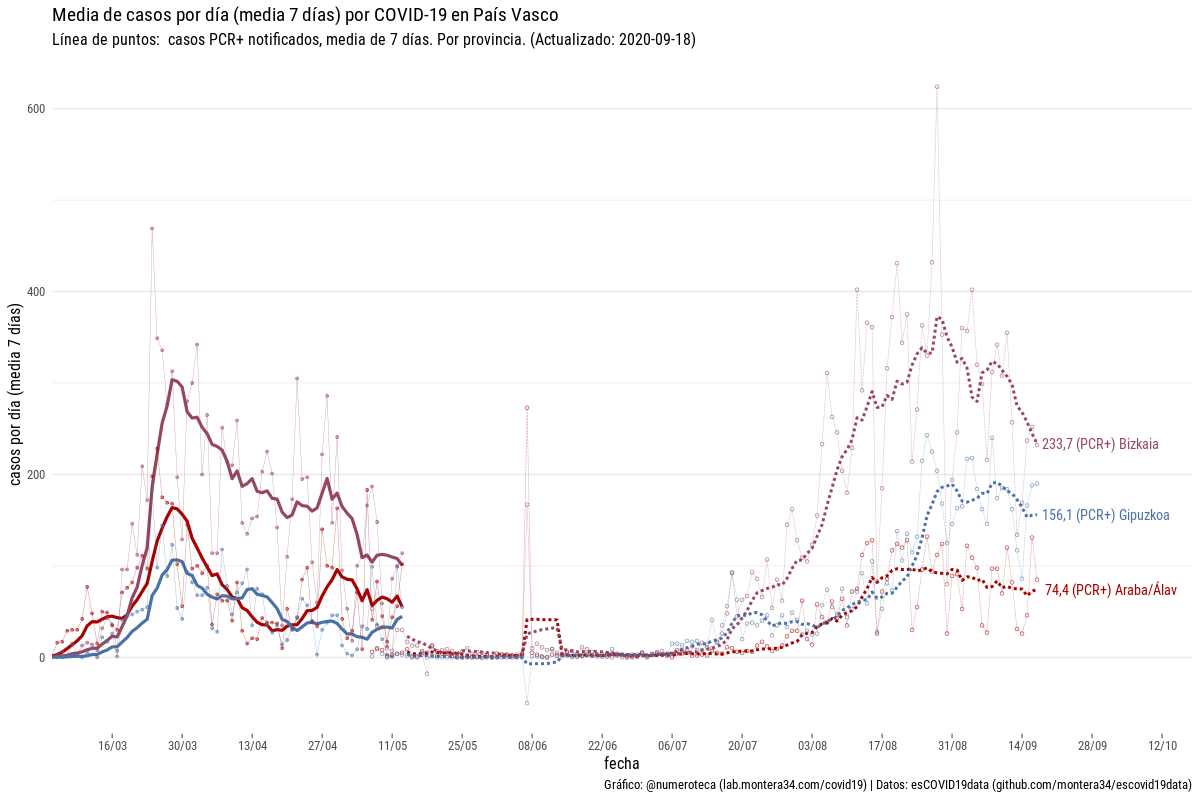 Media de casos por día (media 7 días) por COVID-19 en País Vasco
Línea de puntos:  casos PCR+ notificados, media de 7 días. Por provincia. (Actualizado: 2020-09-18)
casos por día (media 7 días)
600
400
200
0
233,7 (PCR+) Bizkaia
156,1 (PCR+) Gipuzkoa
74,4 (PCR+) Araba/Álav
16/03 30/03 13/04 27/04 11/05 25/05 08/06 22/06 06/07 20/07 03/08 17/08 31/08 14/09 28/09 12/10
fecha
Gráfico: @numeroteca (lab.montera34.com/covid19) | Datos: esCOVID19data (github.com/montera34/escovid19data)